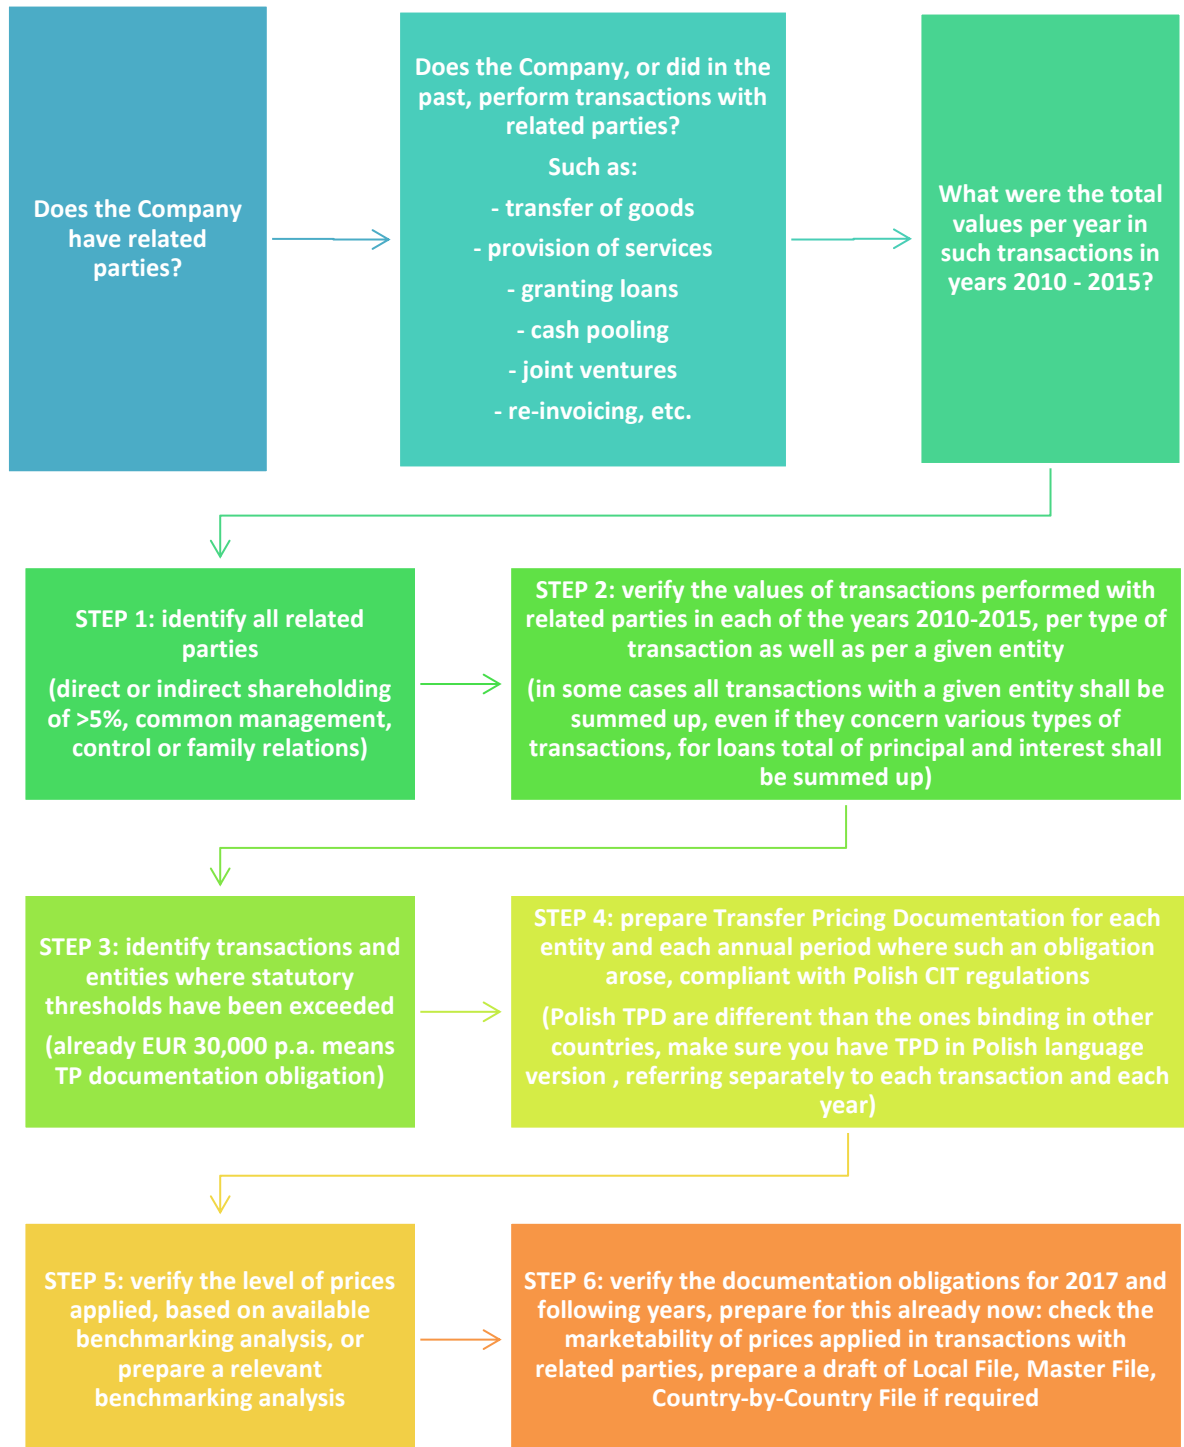 Does the Company
have related
parties?
Does the Company, or did in the
past, perform transactions with
related parties?
Such as:
- transfer of goods
- provision of services
- granting loans
- cash pooling
- joint ventures
- re-invoicing, etc.
What were the total
values per year in
such transactions in
years 2010 - 2015?
STEP 1: identify all related
parties
(direct or indirect shareholding
of >5%, common management,
control or family relations)
STEP 2: verify the values of transactions performed with
related parties in each of the years 2010-2015, per type of
transaction as well as per a given entity
(in some cases all transactions with a given entity shall be
summed up, even if they concern various types of
transactions, for loans total of principal and interest shall
be summed up)
STEP 3: identify transactions and
entities where statutory
thresholds have been exceeded
(already EUR 30,000 p.a. means
TP documentation obligation)
STEP 4: prepare Transfer Pricing Documentation for each
entity and each annual period where such an obligation
arose, compliant with Polish CIT regulations
(Polish TPD are different than the ones binding in other
countries, make sure you have TPD in Polish language
version , referring separately to each transaction and each
year)
STEP 5: verify the level of prices
applied, based on available
benchmarking analysis, or
prepare a relevant
benchmarking analysis
STEP 6: verify the documentation obligations for 2017 and
following years, prepare for this already now: check the
marketability of prices applied in transactions with
related parties, prepare a draft of Local File, Master File,
Country-by-Country File if required